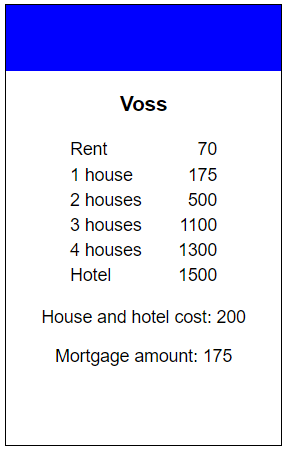 Voss
Rent 70
1 house 175
2 houses 500
3 houses 1100
4 houses 1300
Hotel 1500
House and hotel cost: 200
Mortgage amount: 175